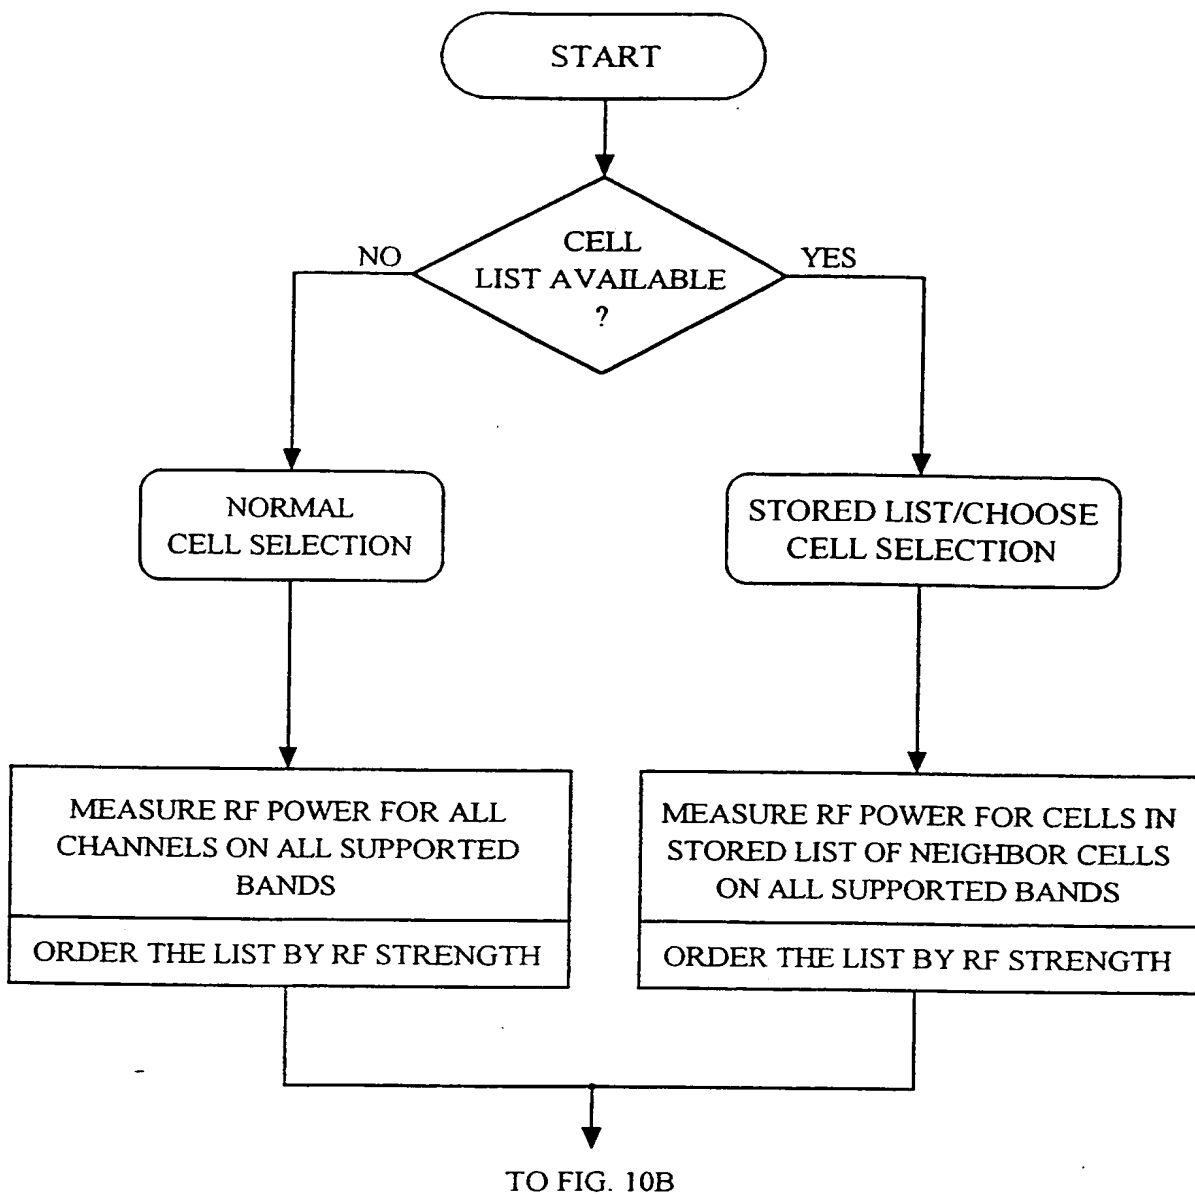 START
CELL
LIST AVAILABLE
?
NO
YES
NORMAL
CELL SELECTION
STORED LIST/CHOOSE
CELL SELECTION
MEASURE RF POWER FOR ALL
CHANNELS ON ALL SUPPORTED
BANDS
ORDER THE LIST BY RF STRENGTH
MEASURE RF POWER FOR CELLS IN
STORED LIST OF NEIGHBOR CELLS
ON ALL SUPPORTED BANDS
ORDER THE LIST BY RF STRENGTH
TO FIG. 10B